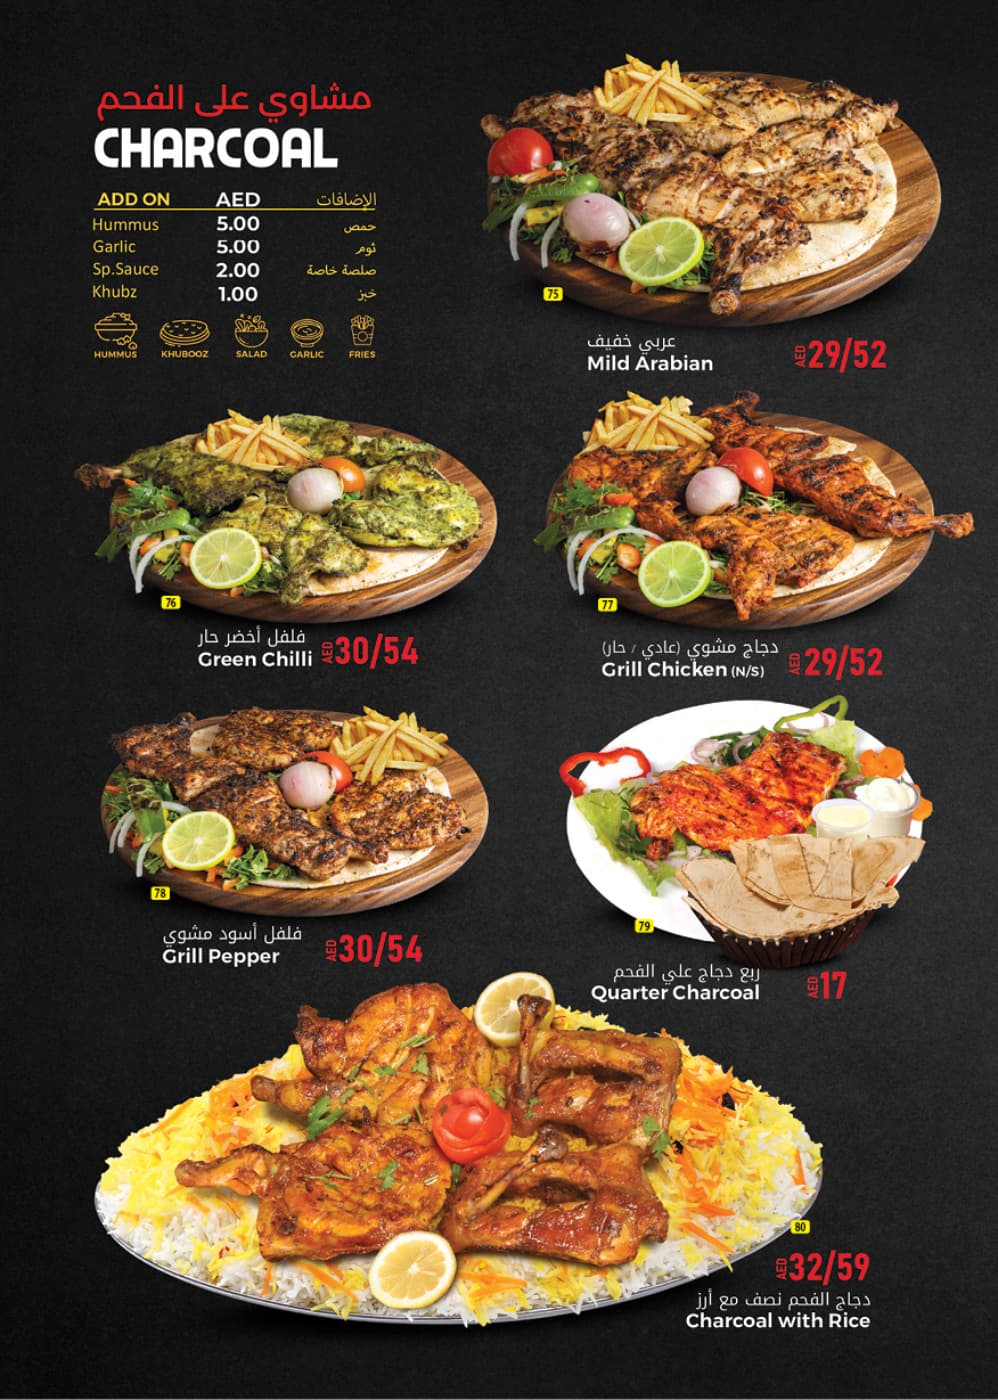 مشاوي على الفحم
CHARCOAL
ADD ON AED الإضافات
Hummus 5.00 حمص
Garlic 5.00 ثوم
Sp.Sauce 2.00 صلصة خاصة
Khubz 1.00 خبز
HUMMUS KHUBOOZ SALAD GARLIC FRIES
75
عربي خفيف
Mild Arabian
AED 29/52
76
فلفل أخضر حار
Green Chilli
AED 30/54
77
دجاج مشوي (عادي / حار)
Grill Chicken (N/S)
AED 29/52
78
فلفل أسود مشوي
Grill Pepper
AED 30/54
79
ربع دجاج علي الفحم
Quarter Charcoal
AED 17
80
AED 32/59
دجاج الفحم نصف مع أرز
Charcoal with Rice